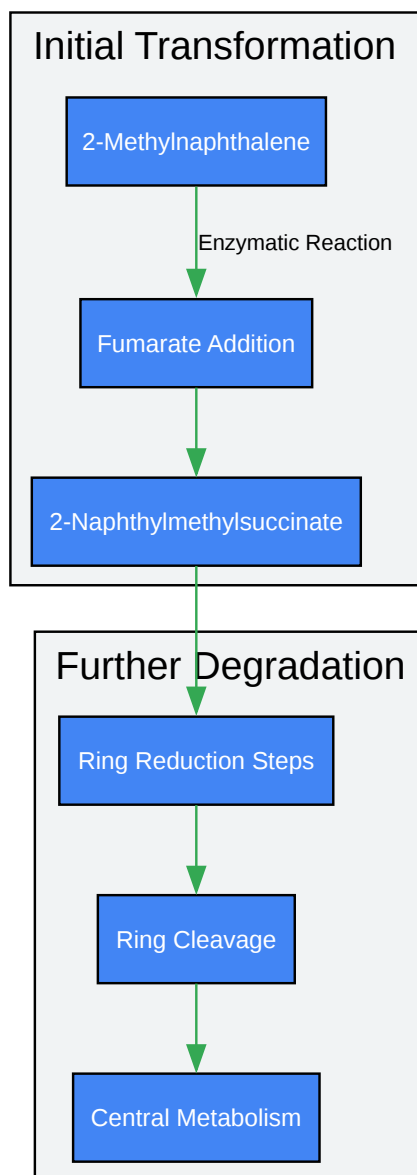 Initial Transformation
2-Methylnaphthalene
Enzymatic Reaction
Fumarate Addition
2-Naphthylmethylsuccinate
Further Degradation
Ring Reduction Steps
Ring Cleavage
Central Metabolism